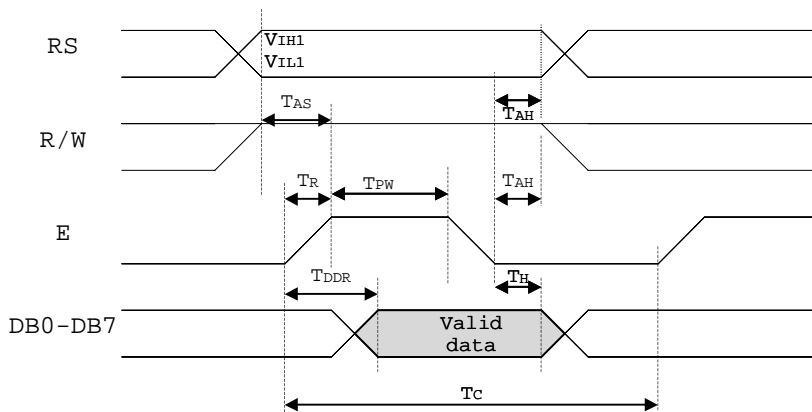 RS
VIH1
VIL1
TAS
TAH
R/W
TR
TPW
TAH
E
TDDR
TH
DB0-DB7
Valid
data
TC